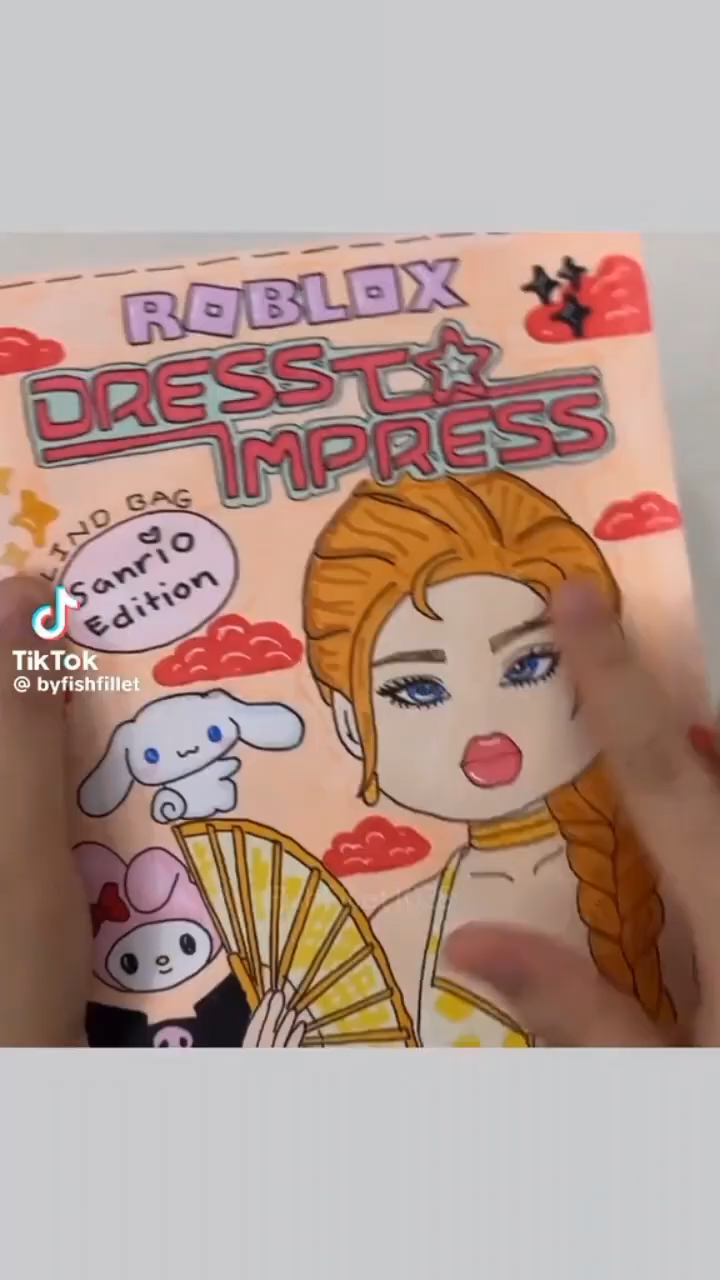 ROBLOX
DRESS TO
IMPRESS
LIND BAG
Sanrio
Edition
TikTok
@ byfishfillet